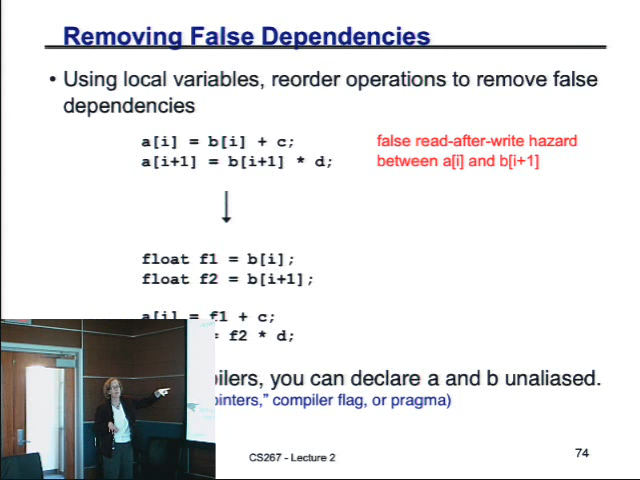 Removing False Dependencies
• Using local variables, reorder operations to remove false
dependencies
a[i] = b[i] + c;
false read-after-write hazard
a[i+1] = b[i+1] * d;
between a[i] and b[i+1]
float f1 = b[i];
float f2 = b[i+1];
a[i] = f1 + c;
= f2 * d;
pilers, you can declare a and b unaliased.
ointers,” compiler flag, or pragma)
CS267 - Lecture 2
74